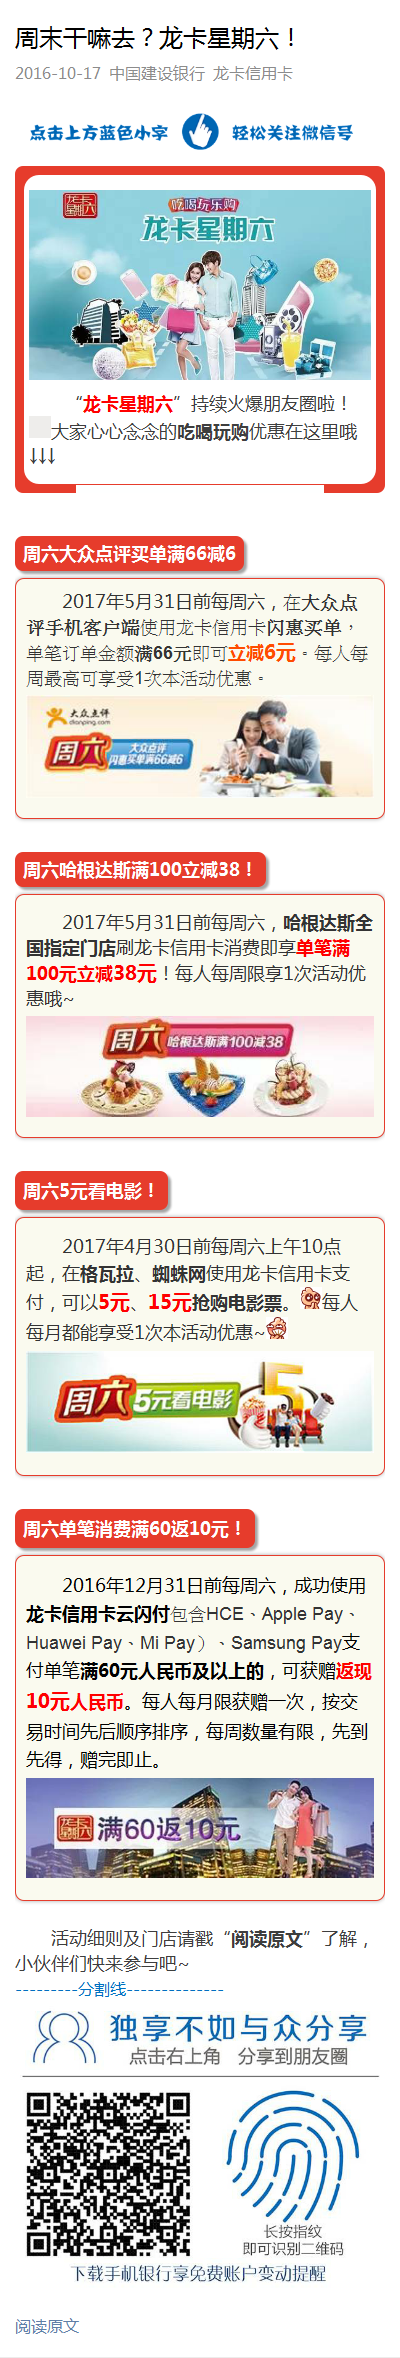 周末干嘛去？龙卡星期六！
2016-10-17 中国建设银行 龙卡信用卡
点击上方蓝色小字 轻松关注微信号
龙卡
星期六
吃喝玩乐购
龙卡星期六
“龙卡星期六”持续火爆朋友圈啦！
大家心心念念的吃喝玩购优惠在这里哦
↓↓↓
周六大众点评买单满66减6
2017年5月31日前每周六，在大众点
评手机客户端使用龙卡信用卡闪惠买单，
单笔订单金额满66元即可立减6元。每人每
周最高可享受1次本活动优惠。
大众点评
dianping.com
周六
大众点评
闪惠买单满66减6
周六哈根达斯满100立减38！
2017年5月31日前每周六，哈根达斯全
国指定门店刷龙卡信用卡消费即享单笔满
100元立减38元！每人每周限享1次活动优
惠哦~
周六 哈根达斯满100减38
周六5元看电影！
2017年4月30日前每周六上午10点
起，在格瓦拉、蜘蛛网使用龙卡信用卡支
付，可以5元、15元抢购电影票。每人
每月都能享受1次本活动优惠~
周六 5元看电影
5
周六单笔消费满60返10元！
2016年12月31日前每周六，成功使用
龙卡信用卡云闪付包含HCE、Apple Pay、
Huawei Pay、Mi Pay）、Samsung Pay支
付单笔满60元人民币及以上的，可获赠返现
10元人民币。每人每月限获赠一次，按交
易时间先后顺序排序，每周数量有限，先到
先得，赠完即止。
龙卡
星期六
满60返10元
活动细则及门店请戳“阅读原文”了解，
小伙伴们快来参与吧~
---------分割线--------------
独享不如与众分享
点击右上角 分享到朋友圈
长按指纹
即可识别二维码
下载手机银行享免费账户变动提醒
阅读原文